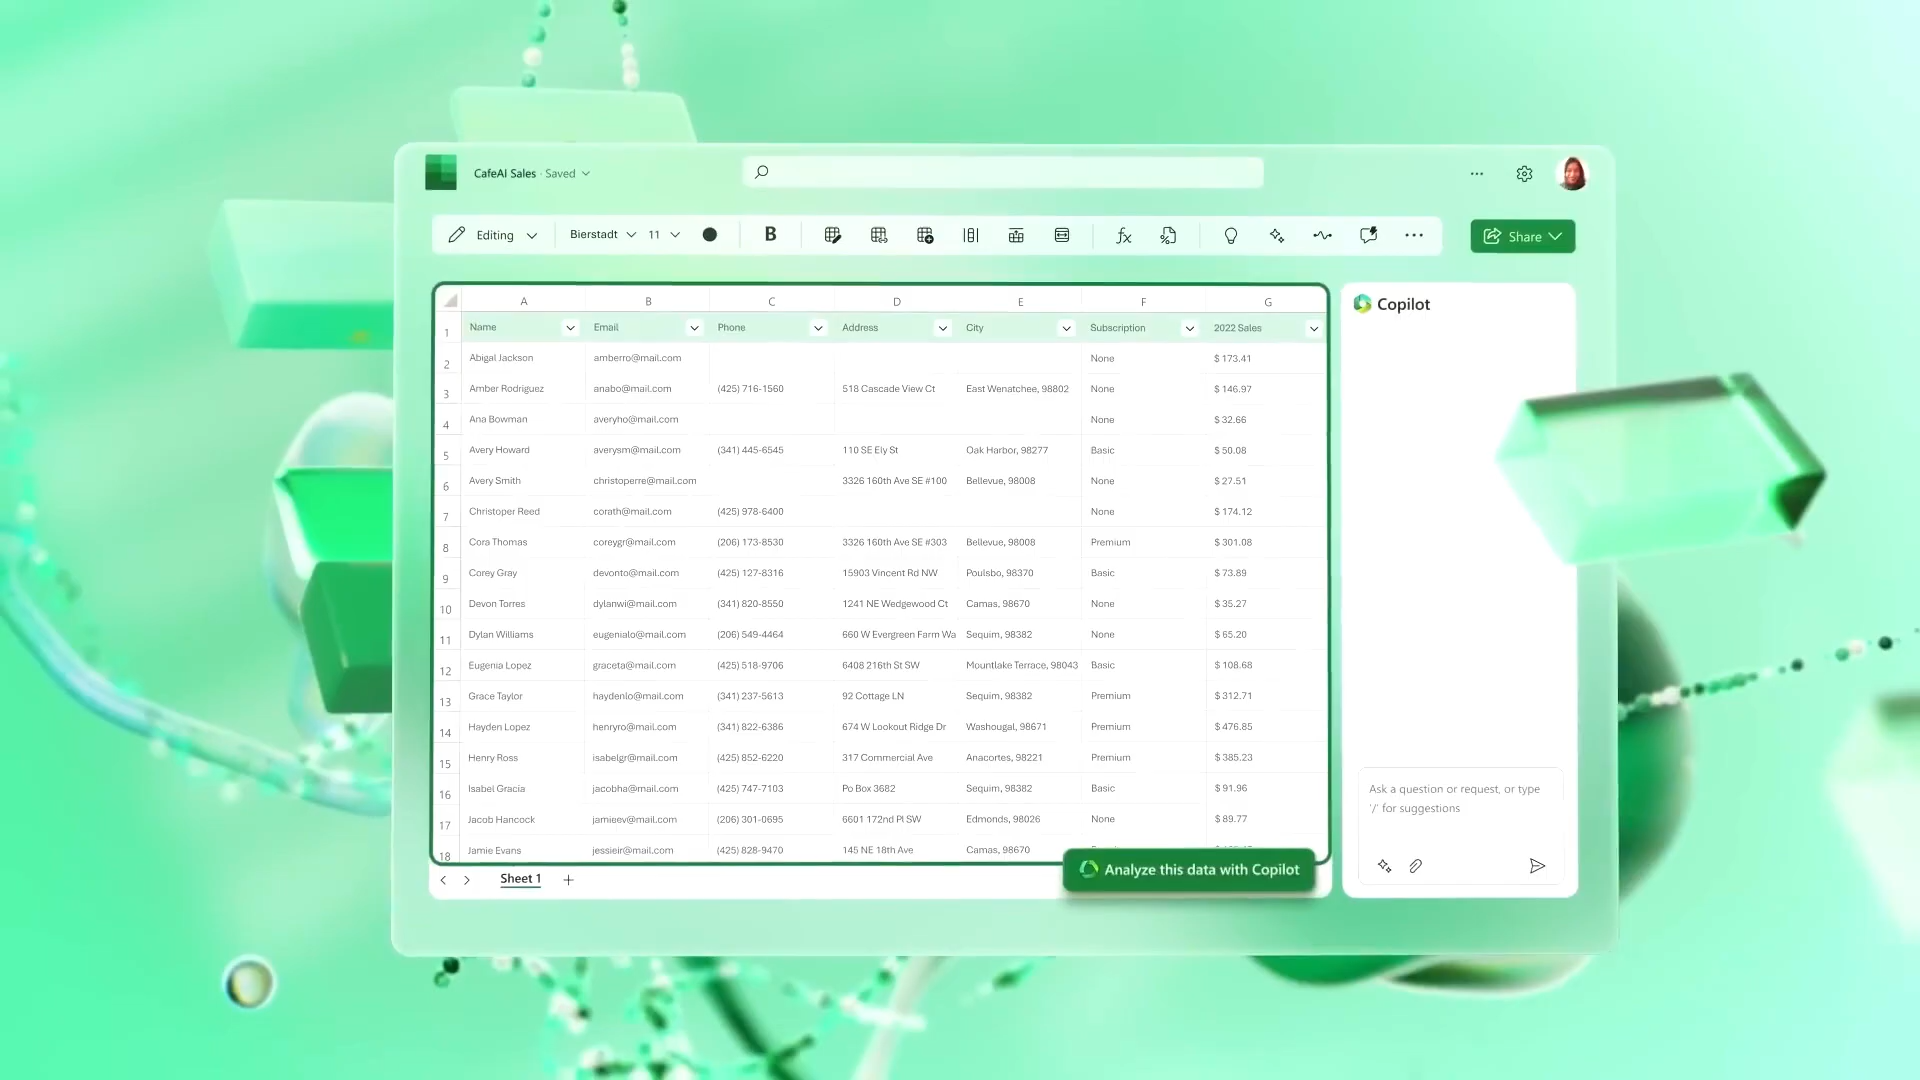 CafeAI Sales · Saved
Editing Bierstadt 11 B Share
A B C D E F G
Copilot
1 Name Email Phone Address City Subscription 2022 Sales
2 Abigal Jackson amberro@mail.com None $ 173.41
3 Amber Rodriguez anabo@mail.com (425) 716-1560 518 Cascade View Ct East Wenatchee, 98802 None $ 146.97
4 Ana Bowman averyho@mail.com None $ 32.66
5 Avery Howard averysm@mail.com (341) 445-6545 110 SE Ely St Oak Harbor, 98277 Basic $ 50.08
6 Avery Smith christoperre@mail.com 3326 160th Ave SE #100 Bellevue, 98008 None $ 27.51
7 Christoper Reed corath@mail.com (425) 978-6400 None $ 174.12
8 Cora Thomas coreygr@mail.com (206) 173-8530 3326 160th Ave SE #303 Bellevue, 98008 Premium $ 301.08
9 Corey Gray devonto@mail.com (425) 127-8316 15903 Vincent Rd NW Poulsbo, 98370 Basic $ 73.89
10 Devon Torres dylanwi@mail.com (341) 820-8550 1241 NE Wedgewood Ct Camas, 98670 None $ 35.27
11 Dylan Williams eugenialo@mail.com (206) 549-4464 660 W Evergreen Farm Wa Sequim, 98382 None $ 65.20
12 Eugenia Lopez graceta@mail.com (425) 518-9706 6408 216th St SW Mountlake Terrace, 98043 Basic $ 108.68
13 Grace Taylor haydenlo@mail.com (341) 237-5613 92 Cottage LN Sequim, 98382 Premium $ 312.71
14 Hayden Lopez henryro@mail.com (341) 822-6386 674 W Lookout Ridge Dr Washougal, 98671 Premium $ 476.85
15 Henry Ross isabelgr@mail.com (425) 852-6220 317 Commercial Ave Anacortes, 98221 Premium $ 385.23
16 Isabel Gracia jacobha@mail.com (425) 747-7103 Po Box 3682 Sequim, 98382 Basic $ 91.96
17 Jacob Hancock jamieev@mail.com (206) 301-0695 6601 172nd Pl SW Edmonds, 98026 None $ 89.77
18 Jamie Evans jessieir@mail.com (425) 828-9470 145 NE 18th Ave Camas, 98670
Ask a question or request, or type
'/' for suggestions
Analyze this data with Copilot
Sheet 1